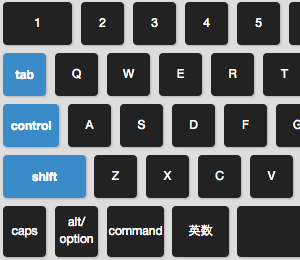 1 2 3 4 5
tab Q W E R T
control A S D F G
shift Z X C V
caps alt/ option command 英数